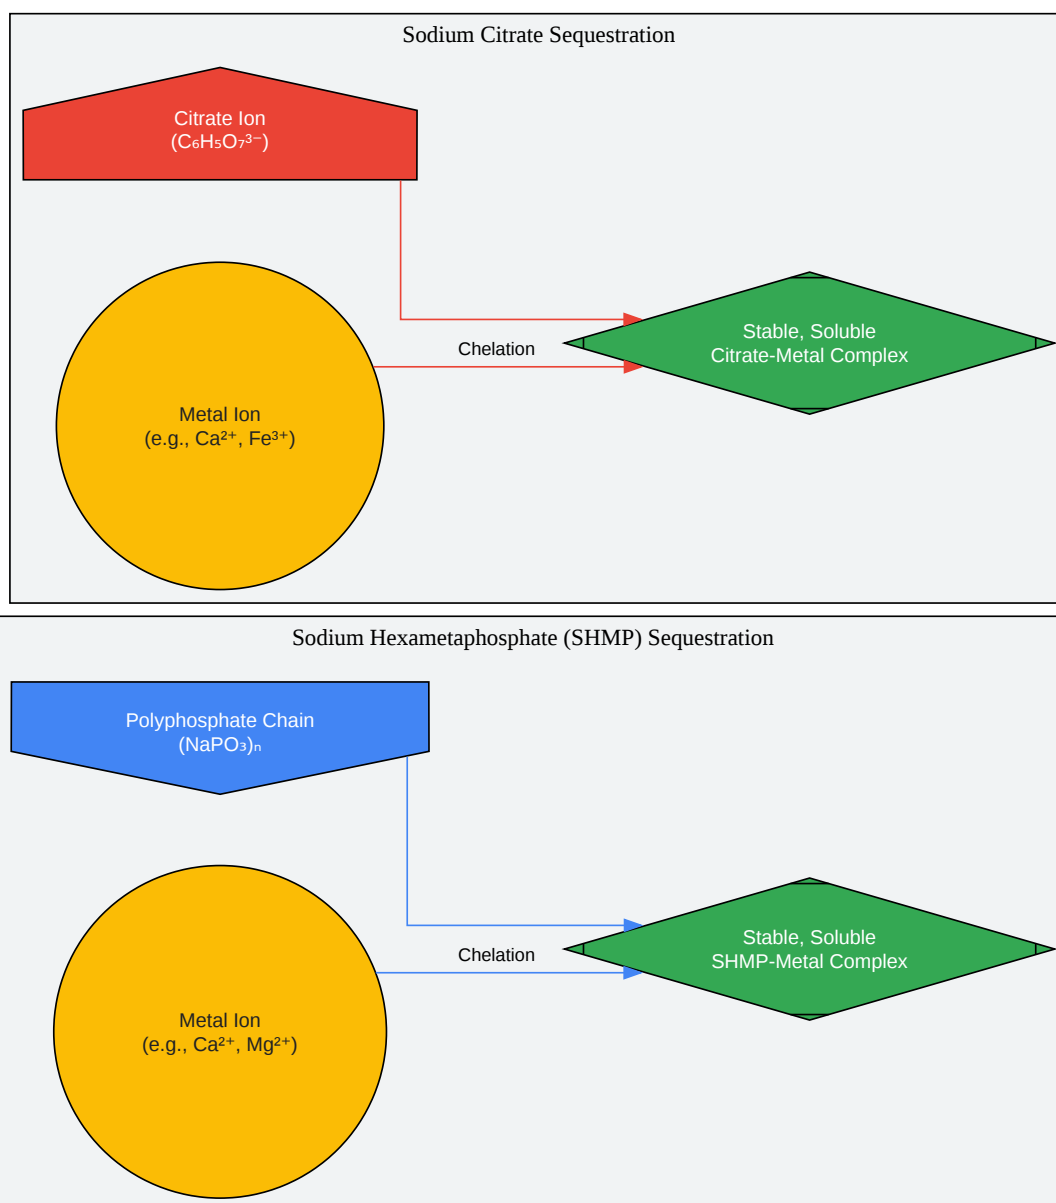 Sodium Citrate Sequestration
Citrate Ion
(C₆H₅O₇³⁻)
Chelation
Stable, Soluble
Citrate-Metal Complex
Metal Ion
(e.g., Ca²⁺, Fe³⁺)
Sodium Hexametaphosphate (SHMP) Sequestration
Polyphosphate Chain
(NaPO₃)ₙ
Chelation
Stable, Soluble
SHMP-Metal Complex
Metal Ion
(e.g., Ca²⁺, Mg²⁺)